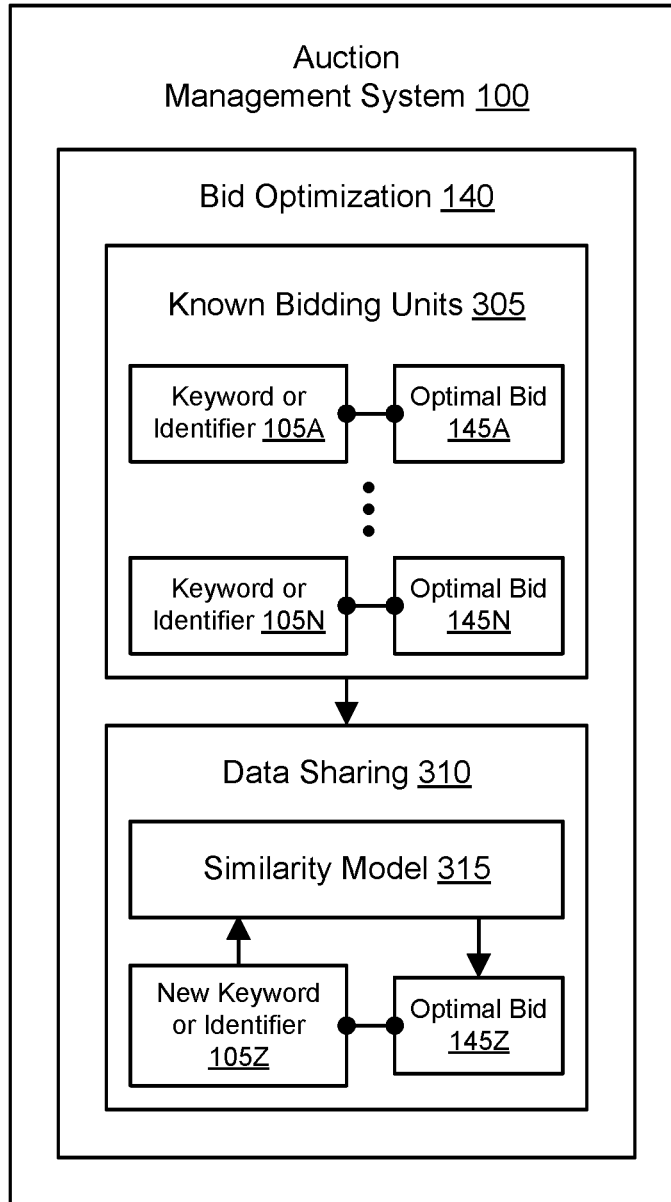 Auction
Management System 100
Bid Optimization 140
Known Bidding Units 305
Keyword or
Identifier 105A
Optimal Bid
145A
Keyword or
Identifier 105N
Optimal Bid
145N
Data Sharing 310
Similarity Model 315
New Keyword
or Identifier
105Z
Optimal Bid
145Z